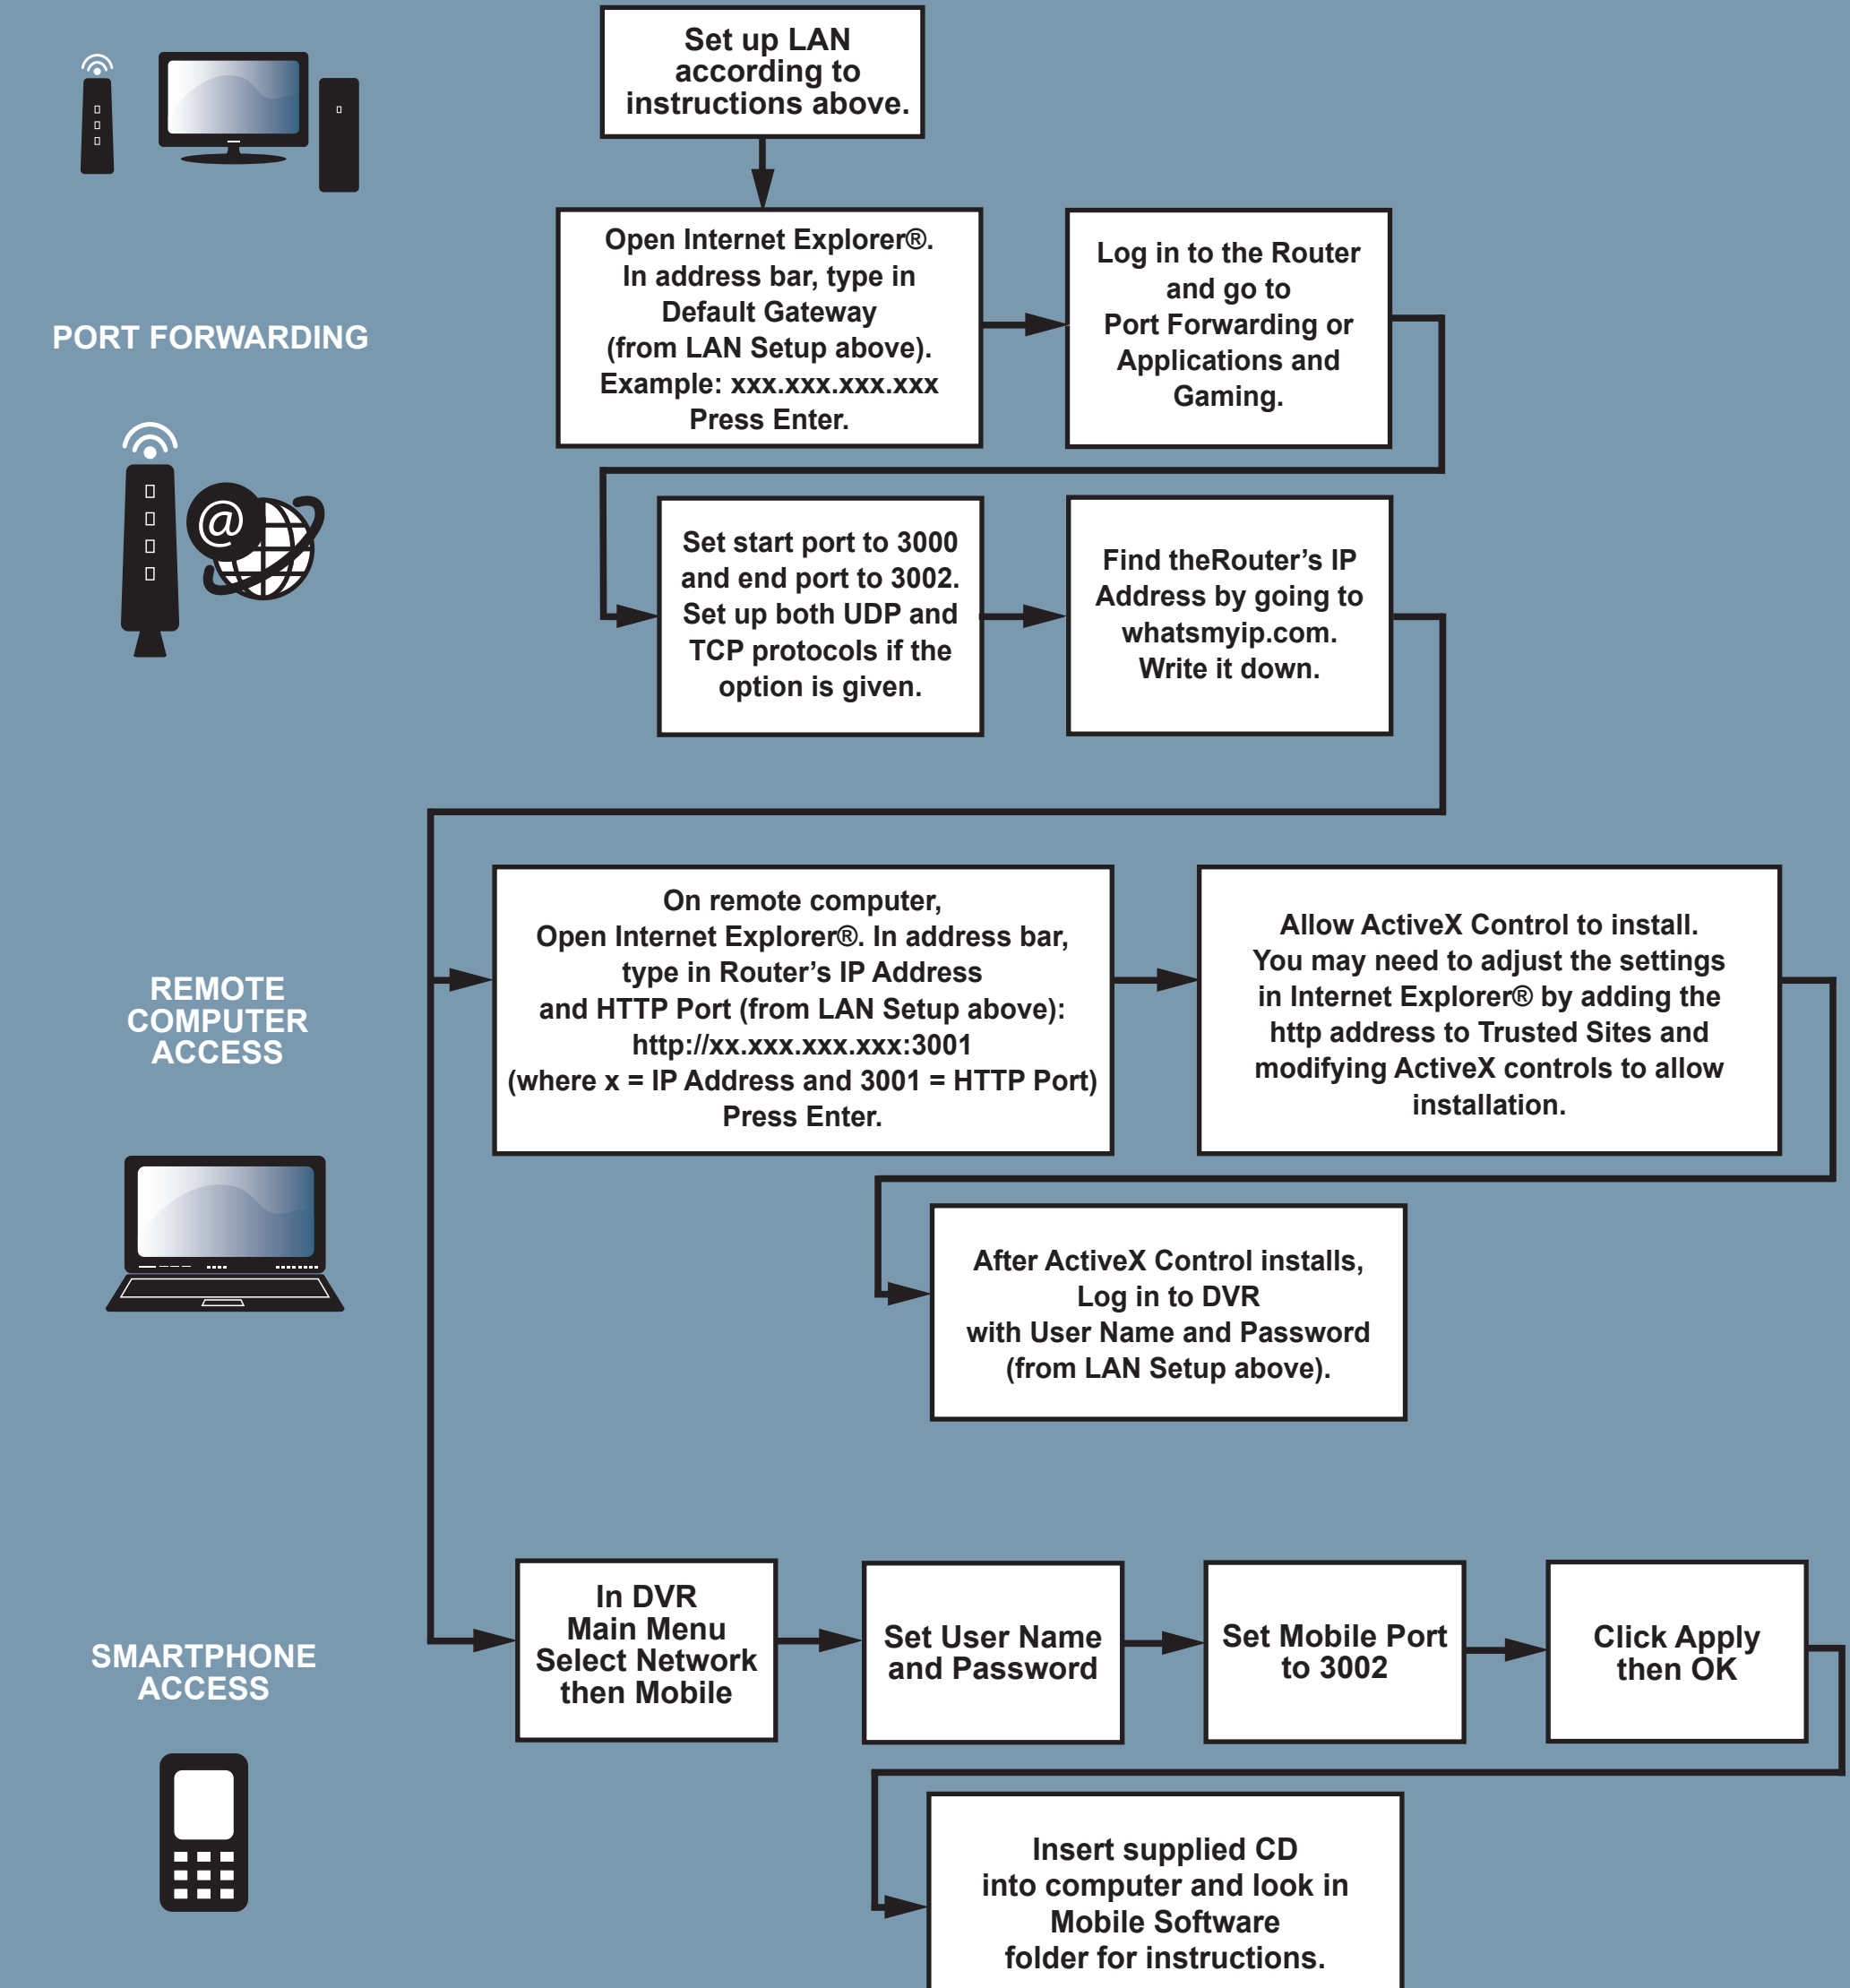 Set up LAN
according to
instructions above.
PORT FORWARDING
Open Internet Explorer®.
In address bar, type in
Default Gateway
(from LAN Setup above).
Example: xxx.xxx.xxx.xxx
Press Enter.
Log in to the Router
and go to
Port Forwarding or
Applications and
Gaming.
@
Set start port to 3000
and end port to 3002.
Set up both UDP and
TCP protocols if the
option is given.
Find theRouter’s IP
Address by going to
whatsmyip.com.
Write it down.
REMOTE
COMPUTER
ACCESS
On remote computer,
Open Internet Explorer®. In address bar,
type in Router’s IP Address
and HTTP Port (from LAN Setup above):
http://xx.xxx.xxx.xxx:3001
(where x = IP Address and 3001 = HTTP Port)
Press Enter.
Allow ActiveX Control to install.
You may need to adjust the settings
in Internet Explorer® by adding the
http address to Trusted Sites and
modifying ActiveX controls to allow
installation.
After ActiveX Control installs,
Log in to DVR
with User Name and Password
(from LAN Setup above).
SMARTPHONE
ACCESS
In DVR
Main Menu
Select Network
then Mobile
Set User Name
and Password
Set Mobile Port
to 3002
Click Apply
then OK
Insert supplied CD
into computer and look in
Mobile Software
folder for instructions.